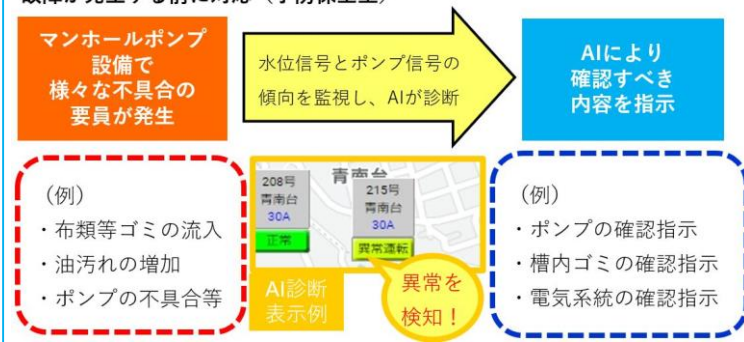 マンホールポンプ
設備で
様々な不具合の
要員が発生
水位信号とポンプ信号の
傾向を監視し、AIが診断
AIにより
確認すべき
内容を指示
（例）
・布類等ゴミの流入
・油汚れの増加
・ポンプの不具合等
青南台
208号
青南台
30A
正常
215号
青南台
30A
異常運転
AI診断
表示例
異常を
検知！
（例）
・ポンプの確認指示
・槽内ゴミの確認指示
・電気系統の確認指示